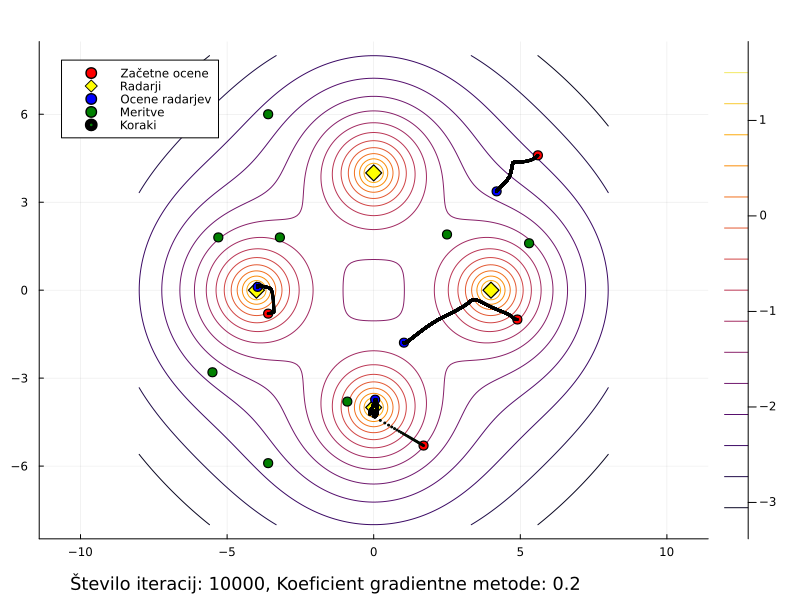 Začetne ocene
Radarji
Ocene radarjev
Meritve
Koraki
6
3
0
−3
−6
−10
−5
0
5
10
1
0
−1
−2
−3
Število iteracij: 10000, Koeficient gradientne metode: 0.2